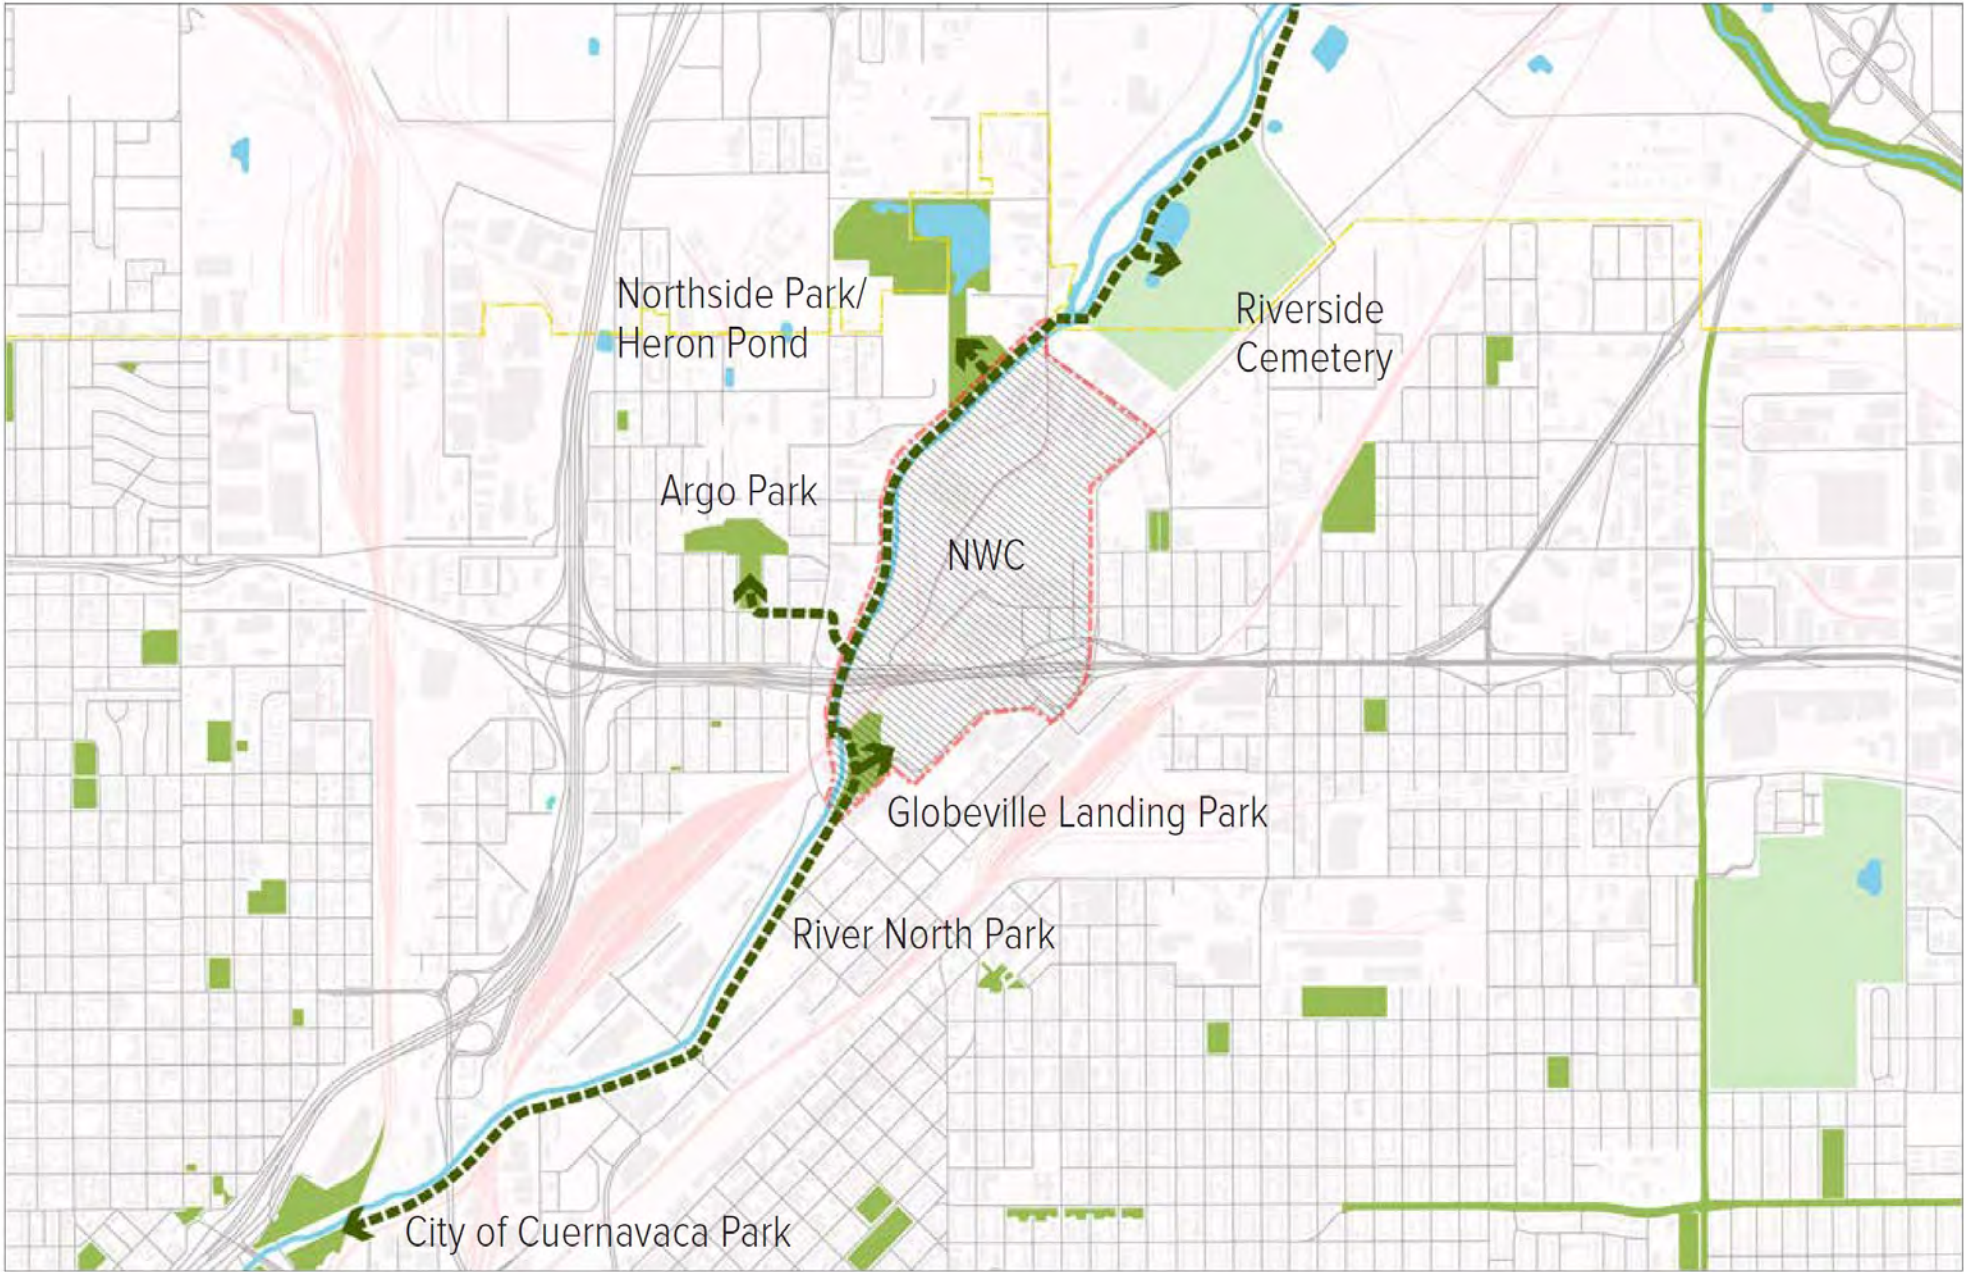 Northside Park/
Heron Pond
Riverside
Cemetery
Argo Park
NWC
Globeville Landing Park
River North Park
City of Cuernavaca Park